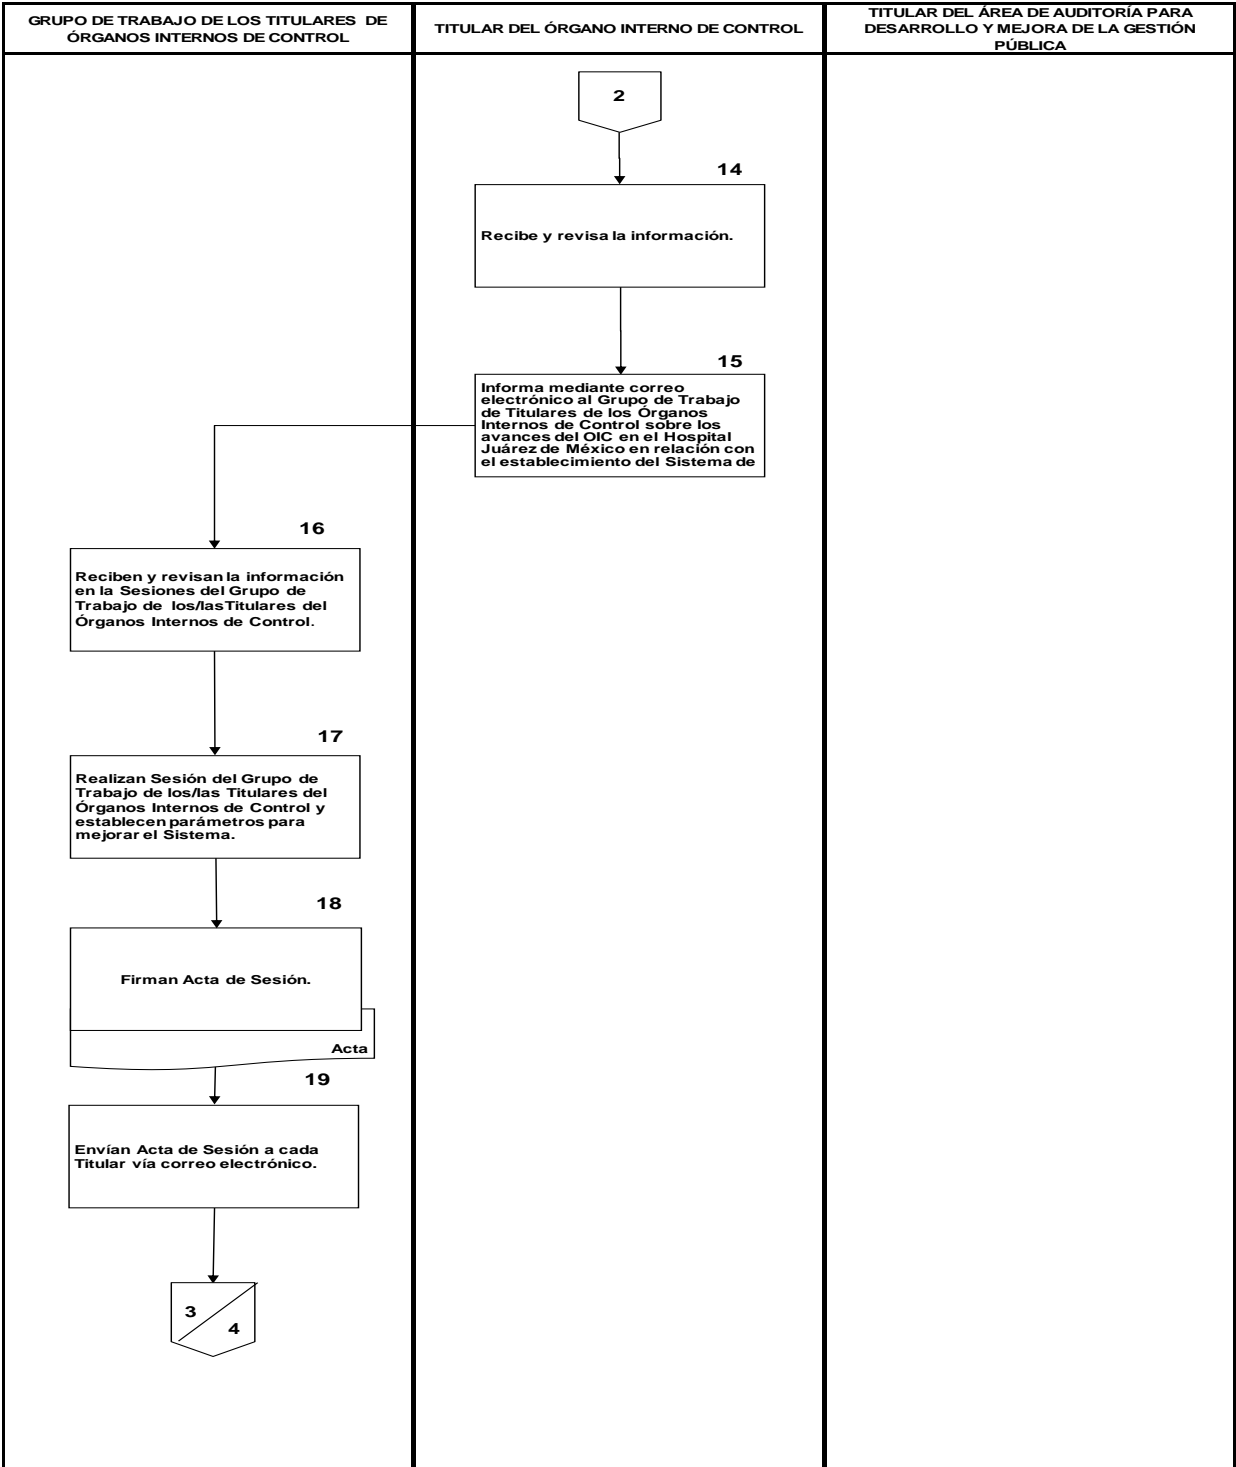 GRUPO DE TRABAJO DE LOS TITULARES DE
ÓRGANOS INTERNOS DE CONTROL
TITULAR DEL ÓRGANO INTERNO DE CONTROL
TITULAR DEL ÁREA DE AUDITORÍA PARA
DESARROLLO Y MEJORA DE LA GESTIÓN
PÚBLICA
2
14
Recibe y revisa la información.
15
Informa mediante correo
electrónico al Grupo de Trabajo
de Titulares de los Órganos
Internos de Control sobre los
avances del OIC en el Hospital
Juárez de México en relación con
el establecimiento del Sistema de
16
Reciben y revisan la información
en la Sesiones del Grupo de
Trabajo de los/lasTitulares del
Órganos Internos de Control.
17
Realizan Sesión del Grupo de
Trabajo de los/las Titulares del
Órganos Internos de Control y
establecen parámetros para
mejorar el Sistema.
18
Firman Acta de Sesión.
Acta
19
Envían Acta de Sesión a cada
Titular vía correo electrónico.
3
4